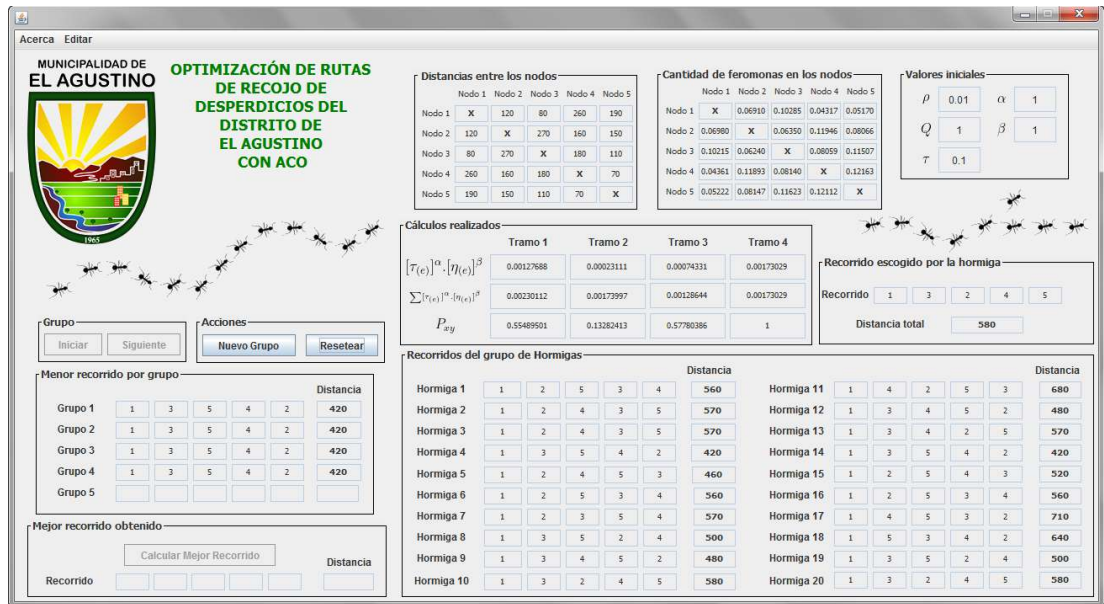 Acerca Editar
MUNICIPALIDAD DE
EL AGUSTINO
1965
OPTIMIZACIÓN DE RUTAS
DE RECOJO DE
DESPERDICIOS DEL
DISTRITO DE
EL AGUSTINO
CON ACO
Distancias entre los nodos
Nodo 1 Nodo 2 Nodo 3 Nodo 4 Nodo 5
Nodo 1 X 120 80 260 190
Nodo 2 120 X 270 160 150
Nodo 3 80 270 X 180 110
Nodo 4 260 160 180 X 70
Nodo 5 190 150 110 70 X
Cantidad de feromonas en los nodos
Nodo 1 Nodo 2 Nodo 3 Nodo 4 Nodo 5
Nodo 1 X 0.06910 0.10285 0.04317 0.05170
Nodo 2 0.06980 X 0.06350 0.11946 0.08066
Nodo 3 0.10215 0.06240 X 0.08059 0.11507
Nodo 4 0.04361 0.11893 0.08140 X 0.12163
Nodo 5 0.05222 0.08147 0.11623 0.12112 X
Valores iniciales
ρ 0.01 α 1
Q 1 β 1
τ 0.1
Cálculos realizados
Tramo 1 Tramo 2 Tramo 3 Tramo 4
[τ(e)]^α.[η(e)]^β 0.00127688 0.00023111 0.00074331 0.00173029
∑[τ(e)]^α.[η(e)]^β 0.00230112 0.00173997 0.00128644 0.00173029
P_xy 0.55489501 0.13282413 0.57780386 1
Recorrido escogido por la hormiga
Recorrido 1 3 2 4 5
Distancia total 580
Grupo
Iniciar Siguiente
Acciones
Nuevo Grupo Resetear
Menor recorrido por grupo
Distancia
Grupo 1 1 3 5 4 2 420
Grupo 2 1 3 5 4 2 420
Grupo 3 1 3 5 4 2 420
Grupo 4 1 3 5 4 2 420
Grupo 5
Mejor recorrido obtenido
Calcular Mejor Recorrido
Distancia
Recorrido
Recorridos del grupo de Hormigas
Distancia
Hormiga 1 1 2 5 3 4 560
Hormiga 2 1 2 4 3 5 570
Hormiga 3 1 2 4 3 5 570
Hormiga 4 1 3 5 4 2 420
Hormiga 5 1 2 4 5 3 460
Hormiga 6 1 2 5 3 4 560
Hormiga 7 1 2 3 5 4 570
Hormiga 8 1 3 5 2 4 500
Hormiga 9 1 3 4 5 2 480
Hormiga 10 1 3 2 4 5 580
Distancia
Hormiga 11 1 4 2 5 3 680
Hormiga 12 1 3 4 5 2 480
Hormiga 13 1 3 4 2 5 570
Hormiga 14 1 3 5 4 2 420
Hormiga 15 1 2 5 4 3 520
Hormiga 16 1 2 5 3 4 560
Hormiga 17 1 4 5 3 2 710
Hormiga 18 1 5 3 4 2 640
Hormiga 19 1 3 5 2 4 500
Hormiga 20 1 3 2 4 5 580